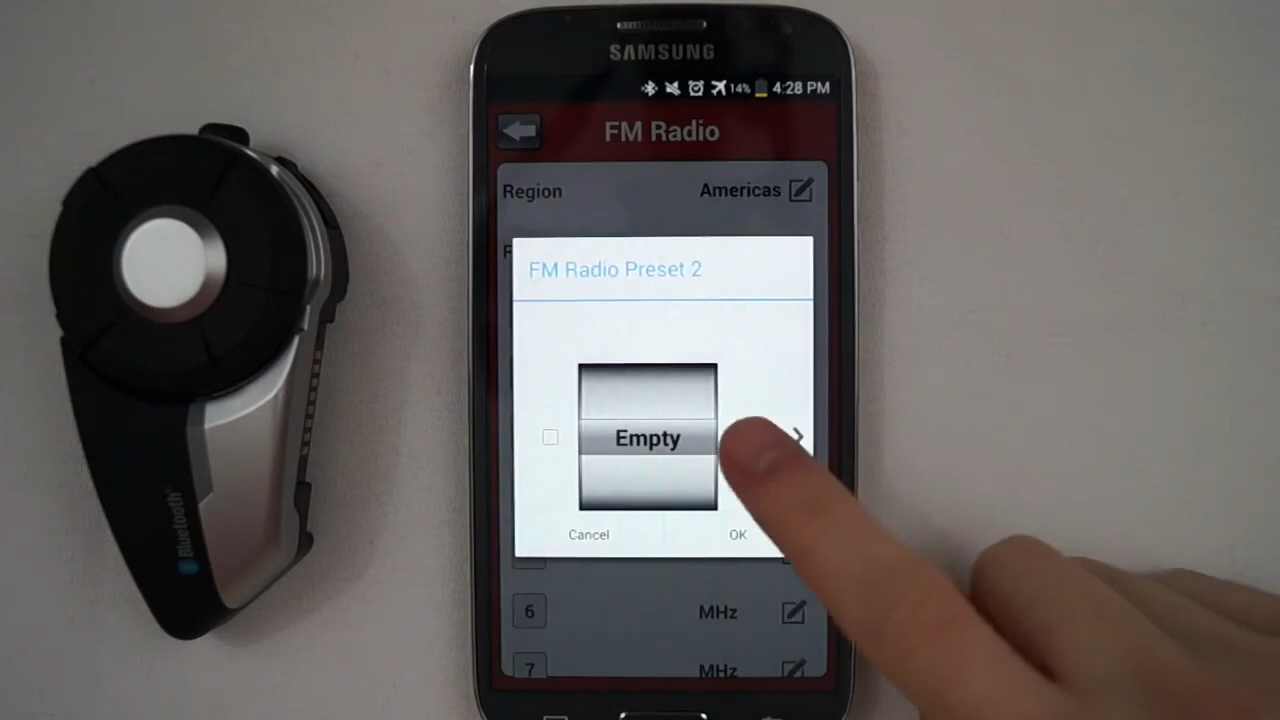 SAMSUNG
14% 4:28 PM
FM Radio
Region Americas
F
FM Radio Preset 2
Empty
Cancel OK
6 MHz
7 MHz
Bluetooth®